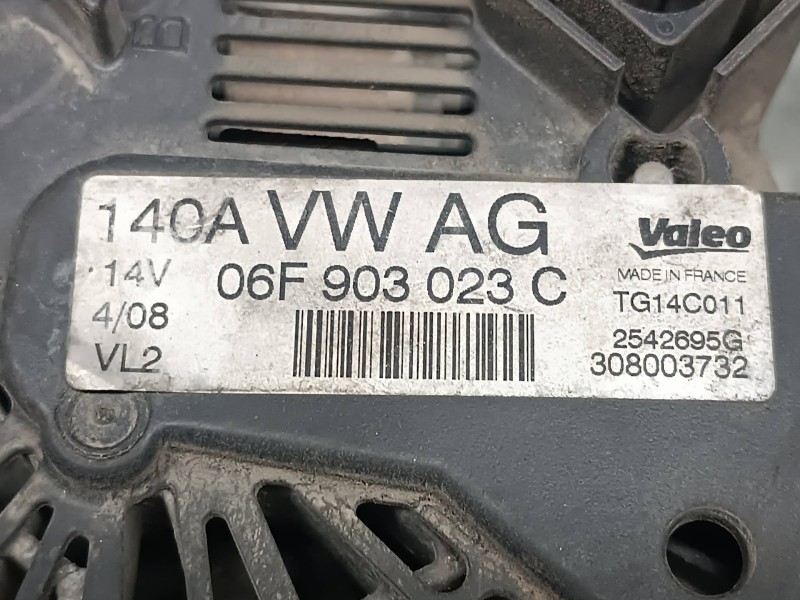 B
140A VW AG
Valeo
14V
06F 903 023 C
MADE IN FRANCE
4/08
TG14C011
VL2
2542695G
308003732